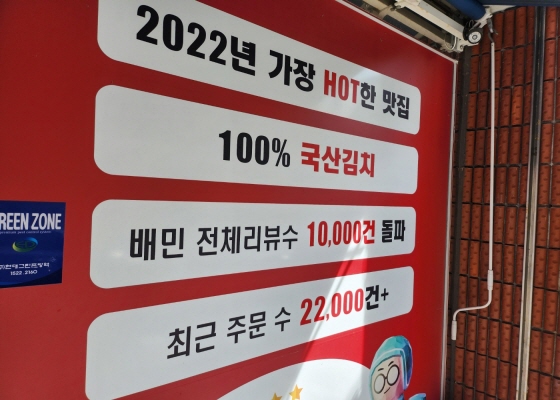 2022년 가장 HOT한 맛집
100% 국산김치
배민 전체리뷰수 10,000건 돌파
최근 주문 수 22,000건+
REEN ZONE
1522. 2160